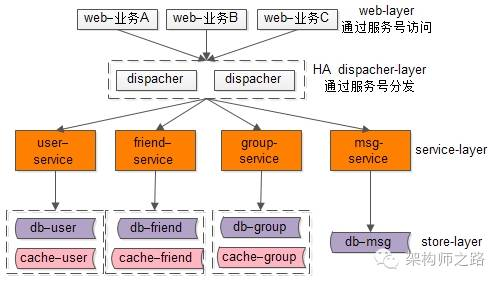 web-业务A
web-业务B
web-业务C
web-layer
通过服务号访问
dispacher
dispacher
HA dispacher-layer
通过服务号分发
user-
service
friend-
service
group-
service
msg-
service
service-layer
db-user
cache-user
db-friend
cache-friend
db-group
cache-group
db-msg
store-layer
架构师之路